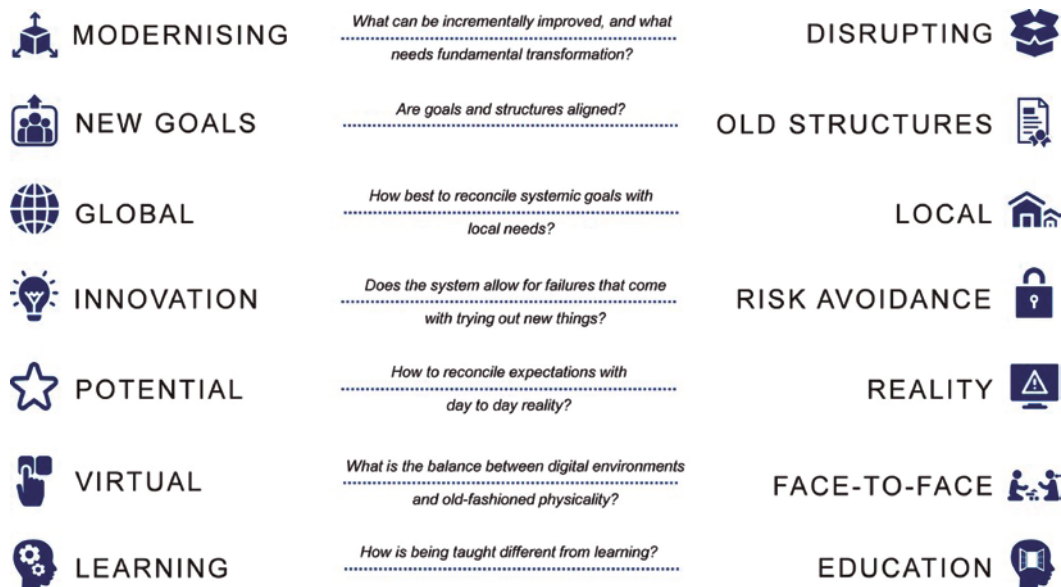 MODERNISING
What can be incrementally improved, and what
needs fundamental transformation?
DISRUPTING
NEW GOALS
Are goals and structures aligned?
OLD STRUCTURES
GLOBAL
How best to reconcile systemic goals with
local needs?
LOCAL
INNOVATION
Does the system allow for failures that come
with trying out new things?
RISK AVOIDANCE
POTENTIAL
How to reconcile expectations with
day to day reality?
REALITY
VIRTUAL
What is the balance between digital environments
and old-fashioned physicality?
FACE-TO-FACE
LEARNING
How is being taught different from learning?
EDUCATION